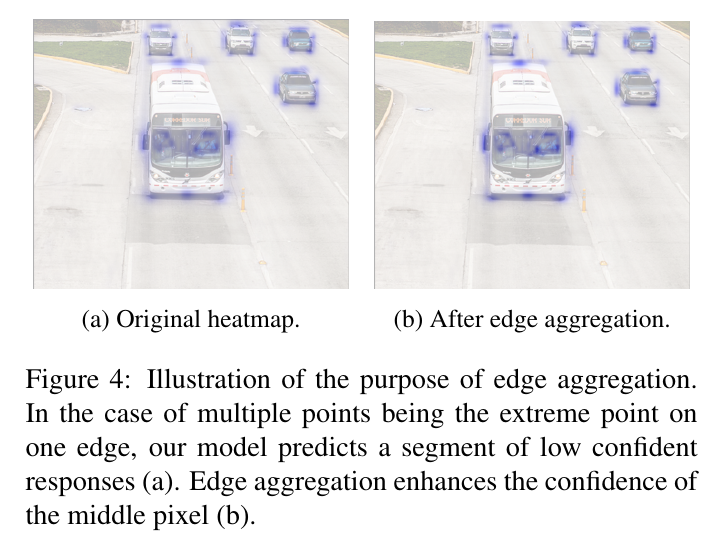 (a) Original heatmap.
(b) After edge aggregation.
Figure 4: Illustration of the purpose of edge aggregation.
In the case of multiple points being the extreme point on
one edge, our model predicts a segment of low confident
responses (a). Edge aggregation enhances the confidence of
the middle pixel (b).